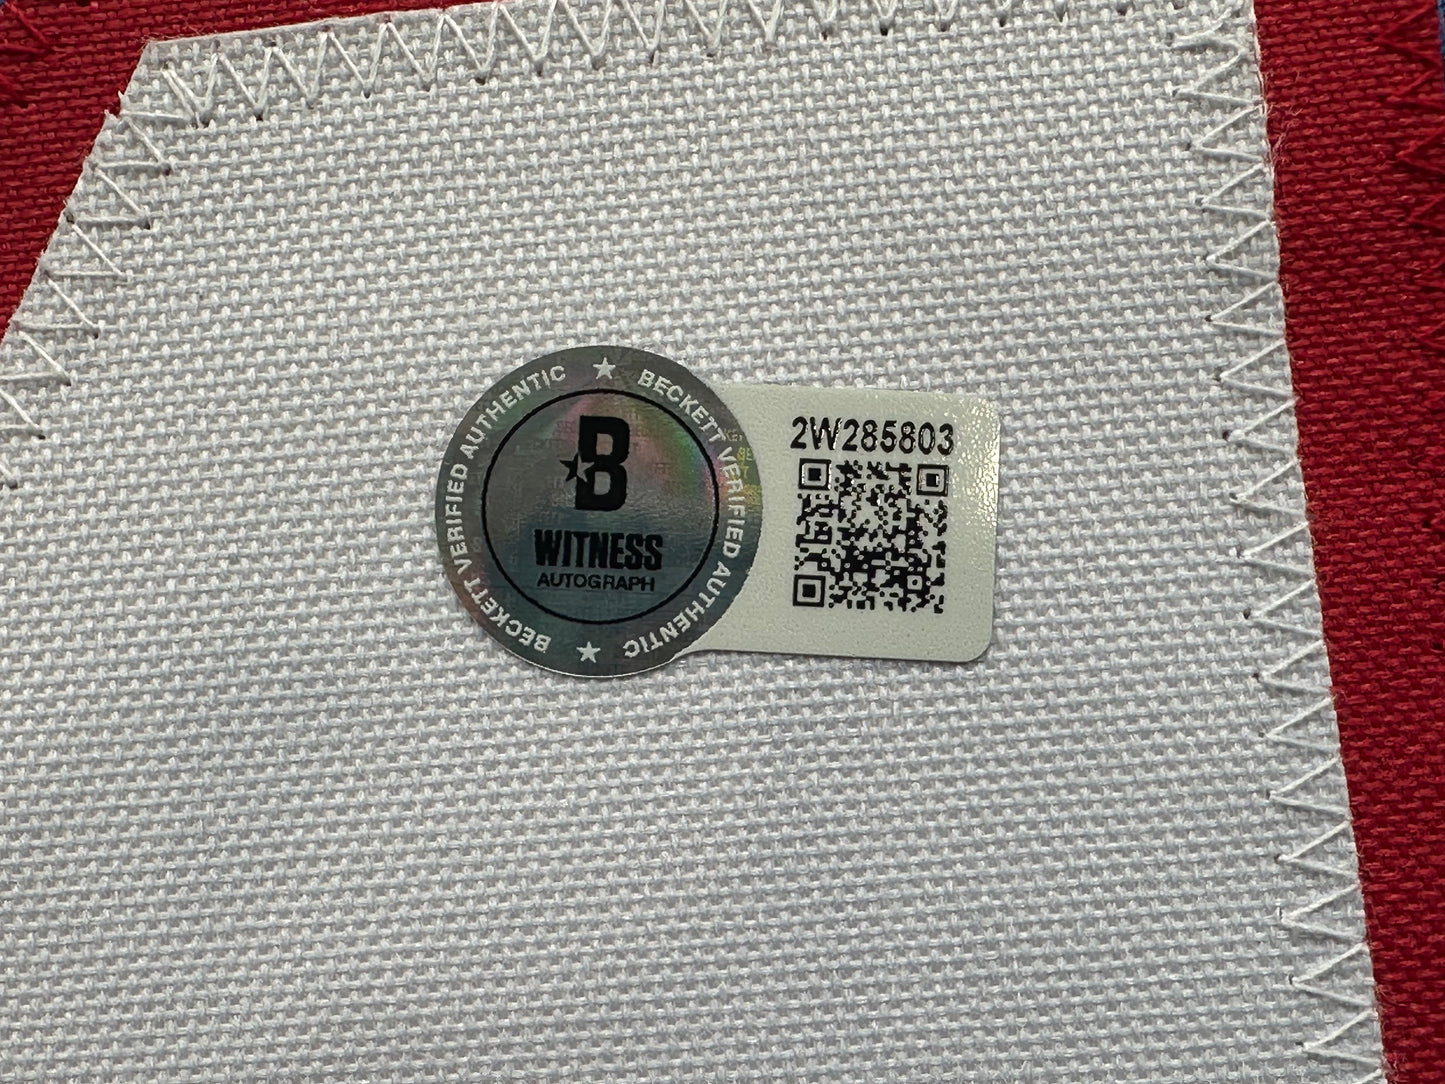 BECKETT VERIFIED AUTHENTIC ★ BECKETT VERIFIED AUTHENTIC ★
B
WITNESS
AUTOGRAPH
2W285803